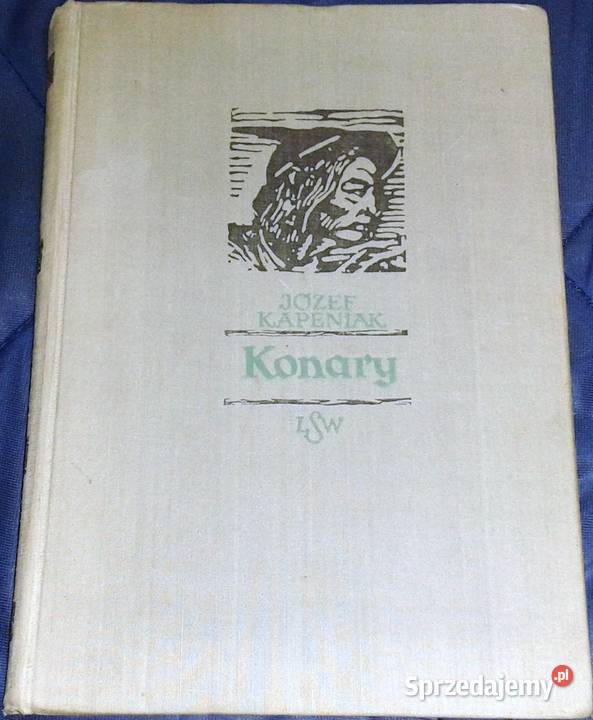 JÓZEF
KAPENIAK
Konary
LSW
Sprzedajemy.pl